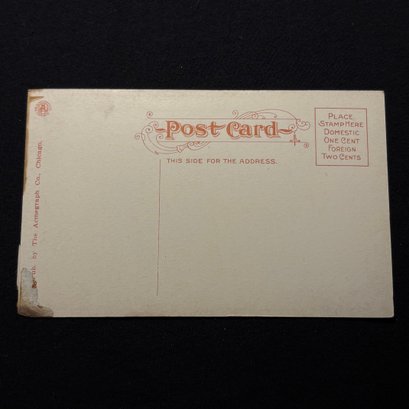 Post Card
THIS SIDE FOR THE ADDRESS.
PLACE
STAMP HERE
DOMESTIC
ONE CENT
FOREIGN
TWO CENTS
by The Acmegraph Co., Chicago.